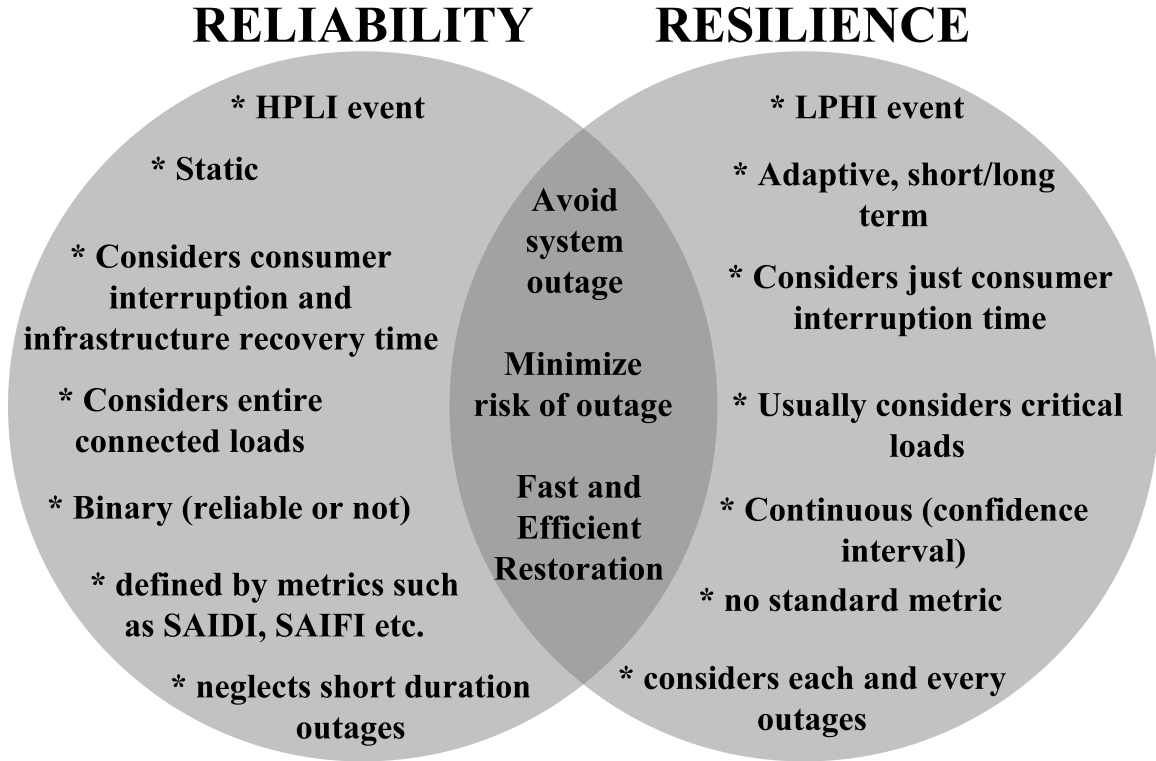 RELIABILITY
RESILIENCE
* HPLI event
* Static
* Considers consumer
interruption and
infrastructure recovery time
* Considers entire
connected loads
* Binary (reliable or not)
* defined by metrics such
as SAIDI, SAIFI etc.
* neglects short duration
outages
Avoid
system
outage
Minimize
risk of outage
Fast and
Efficient
Restoration
* LPHI event
* Adaptive, short/long
term
* Considers just consumer
interruption time
* Usually considers critical
loads
* Continuous (confidence
interval)
* no standard metric
* considers each and every
outages